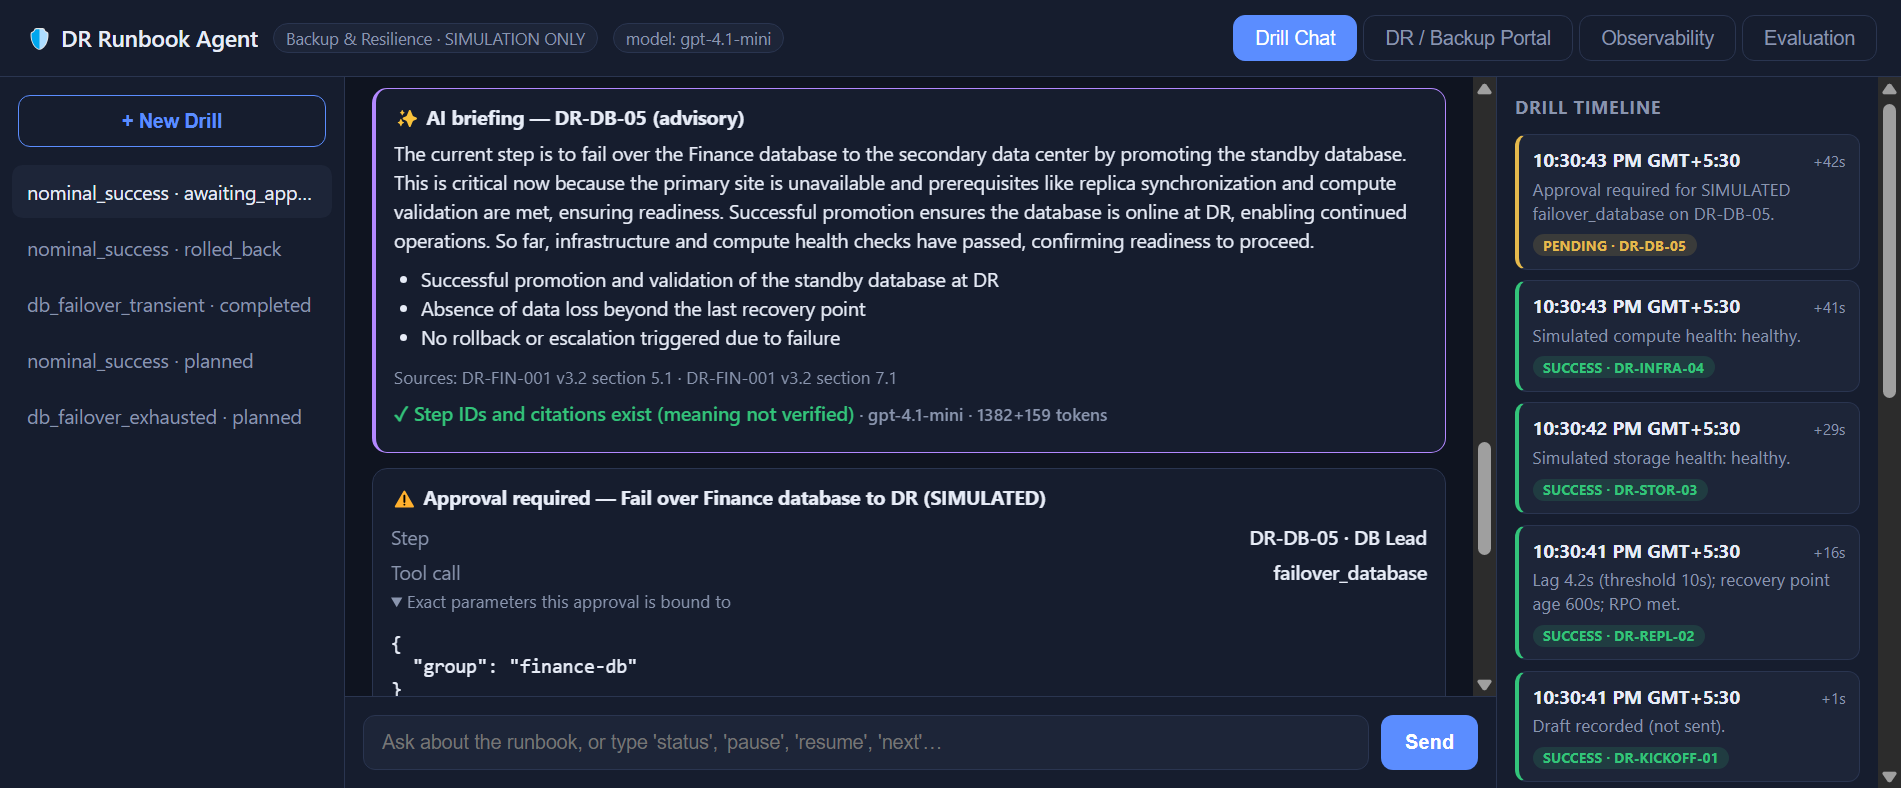 DR Runbook Agent
Backup & Resilience · SIMULATION ONLY
model: gpt-4.1-mini
Drill Chat
DR / Backup Portal
Observability
Evaluation
+ New Drill
nominal_success · awaiting_app...
nominal_success · rolled_back
db_failover_transient · completed
nominal_success · planned
db_failover_exhausted · planned
✨ AI briefing — DR-DB-05 (advisory)
The current step is to fail over the Finance database to the secondary data center by promoting the standby database.
This is critical now because the primary site is unavailable and prerequisites like replica synchronization and compute
validation are met, ensuring readiness. Successful promotion ensures the database is online at DR, enabling continued
operations. So far, infrastructure and compute health checks have passed, confirming readiness to proceed.
• Successful promotion and validation of the standby database at DR
• Absence of data loss beyond the last recovery point
• No rollback or escalation triggered due to failure
Sources: DR-FIN-001 v3.2 section 5.1 · DR-FIN-001 v3.2 section 7.1
✓ Step IDs and citations exist (meaning not verified) · gpt-4.1-mini · 1382+159 tokens
⚠ Approval required — Fail over Finance database to DR (SIMULATED)
Step DR-DB-05 · DB Lead
Tool call failover_database
▼ Exact parameters this approval is bound to
{
"group": "finance-db"
}
Ask about the runbook, or type 'status', 'pause', 'resume', 'next'...
Send
DRILL TIMELINE
10:30:43 PM GMT+5:30 +42s
Approval required for SIMULATED
failover_database on DR-DB-05.
PENDING · DR-DB-05
10:30:43 PM GMT+5:30 +41s
Simulated compute health: healthy.
SUCCESS · DR-INFRA-04
10:30:42 PM GMT+5:30 +29s
Simulated storage health: healthy.
SUCCESS · DR-STOR-03
10:30:41 PM GMT+5:30 +16s
Lag 4.2s (threshold 10s); recovery point
age 600s; RPO met.
SUCCESS · DR-REPL-02
10:30:41 PM GMT+5:30 +1s
Draft recorded (not sent).
SUCCESS · DR-KICKOFF-01